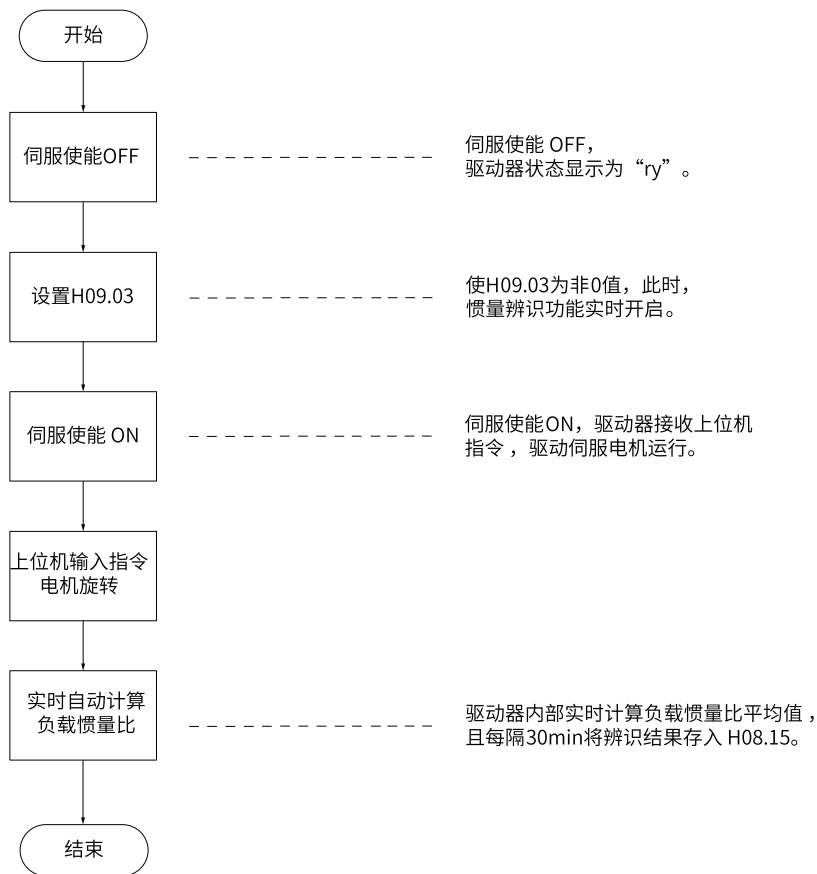 开始
伺服使能OFF
伺服使能 OFF，
驱动器状态显示为“ry”。
设置H09.03
使H09.03为非0值，此时，
惯量辨识功能实时开启。
伺服使能 ON
伺服使能ON，驱动器接收上位机
指令 ，驱动伺服电机运行。
上位机输入指令
电机旋转
实时自动计算
负载惯量比
驱动器内部实时计算负载惯量比平均值 ，
且每隔30min将辨识结果存入 H08.15。
结束